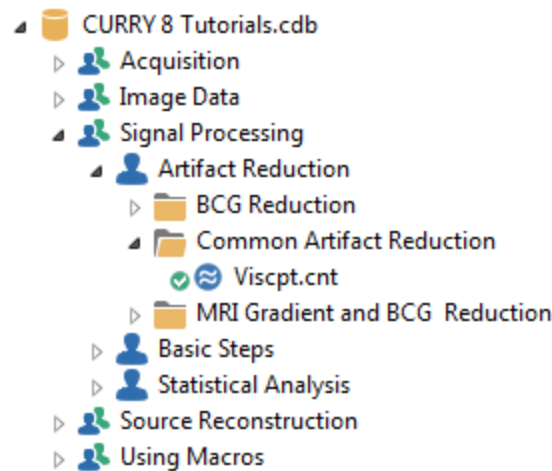 CURRY 8 Tutorials.cdb
Acquisition
Image Data
Signal Processing
Artifact Reduction
BCG Reduction
Common Artifact Reduction
Viscpt.cnt
MRI Gradient and BCG  Reduction
Basic Steps
Statistical Analysis
Source Reconstruction
Using Macros